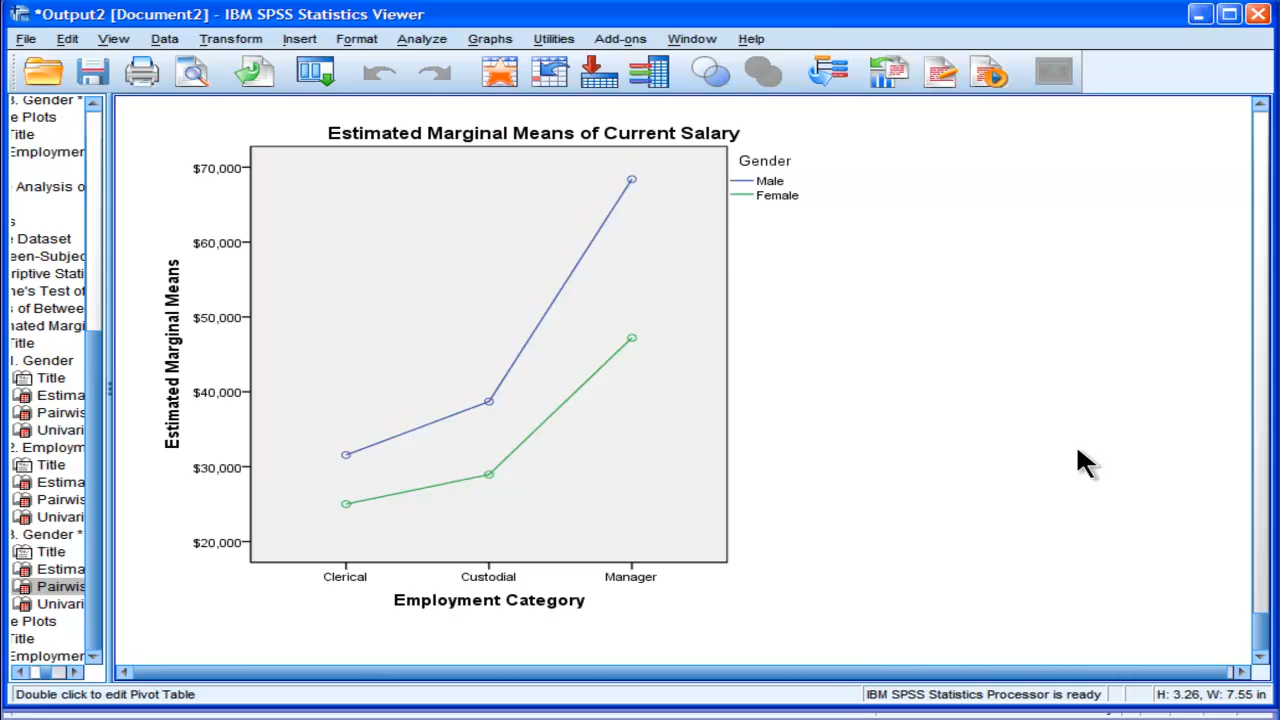 *Output2 [Document2] - IBM SPSS Statistics Viewer
File Edit View Data Transform Insert Format Analyze Graphs Utilities Add-ons Window Help
3. Gender *
e Plots
Title
Employmer
Analysis o
s
e Dataset
een-Subjec
riptive Stati
ne's Test of
s of Betwee
nated Margi
Title
1. Gender
Title
Estima
Pairwis
Univari
2. Employm
Title
Estima
Pairwis
Univari
3. Gender *
Title
Estima
Pairwis
Univari
e Plots
Title
Employmer
Estimated Marginal Means of Current Salary
Gender
Male
Female
Estimated Marginal Means
$70,000
$60,000
$50,000
$40,000
$30,000
$20,000
Clerical Custodial Manager
Employment Category
Double click to edit Pivot Table
IBM SPSS Statistics Processor is ready
H: 3.26, W: 7.55 in